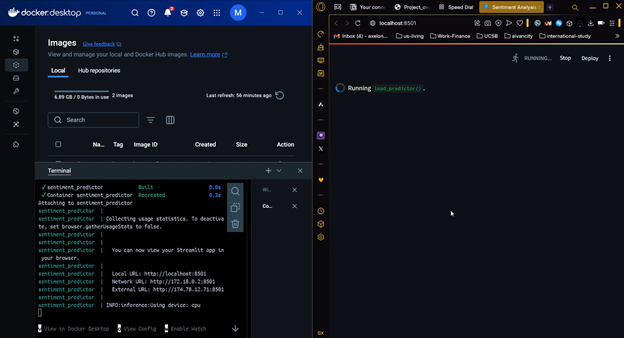 docker.desktop PERSONAL
M
Images Give feedback
View and manage your local and Docker Hub images. Learn more
Local Hub repositories
6.89 GB / 0 Bytes in use 2 images
Last refresh: 56 minutes ago
Search
Na... Tag Image ID Created Size Action
Terminal
✓sentiment_predictor Built 0.0s
✓Container sentiment_predictor Recreated 0.3s
Attaching to sentiment_predictor
sentiment_predictor |
sentiment_predictor | Collecting usage statistics. To deactiva
te, set browser.gatherUsageStats to false.
sentiment_predictor |
sentiment_predictor |
sentiment_predictor | You can now view your Streamlit app in
your browser.
sentiment_predictor |
sentiment_predictor | Local URL: http://localhost:8501
sentiment_predictor | Network URL: http://172.18.0.2:8501
sentiment_predictor | External URL: http://174.78.12.71:8501
sentiment_predictor |
sentiment_predictor | INFO:inference:Using device: cpu
Wi...
Co...
View in Docker Desktop View Config Enable Watch
Your conv
Project_ov
Speed Dial
Sentiment Analysis
localhost:8501
Inbox (4) - axelon...
us-living
Work-Finance
UCSB
international-study
RUNNING... Stop Deploy
Running load_predictor().
GX